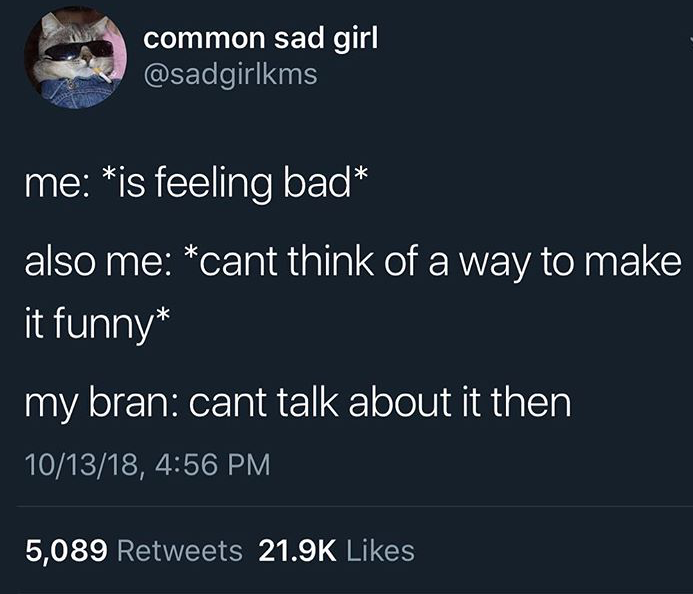 common sad girl
@sadgirlkms
me: *is feeling bad*
also me: *cant think of a way to make
it funny*
my bran: cant talk about it then
10/13/18, 4:56 PM
5,089 Retweets 21.9K Likes